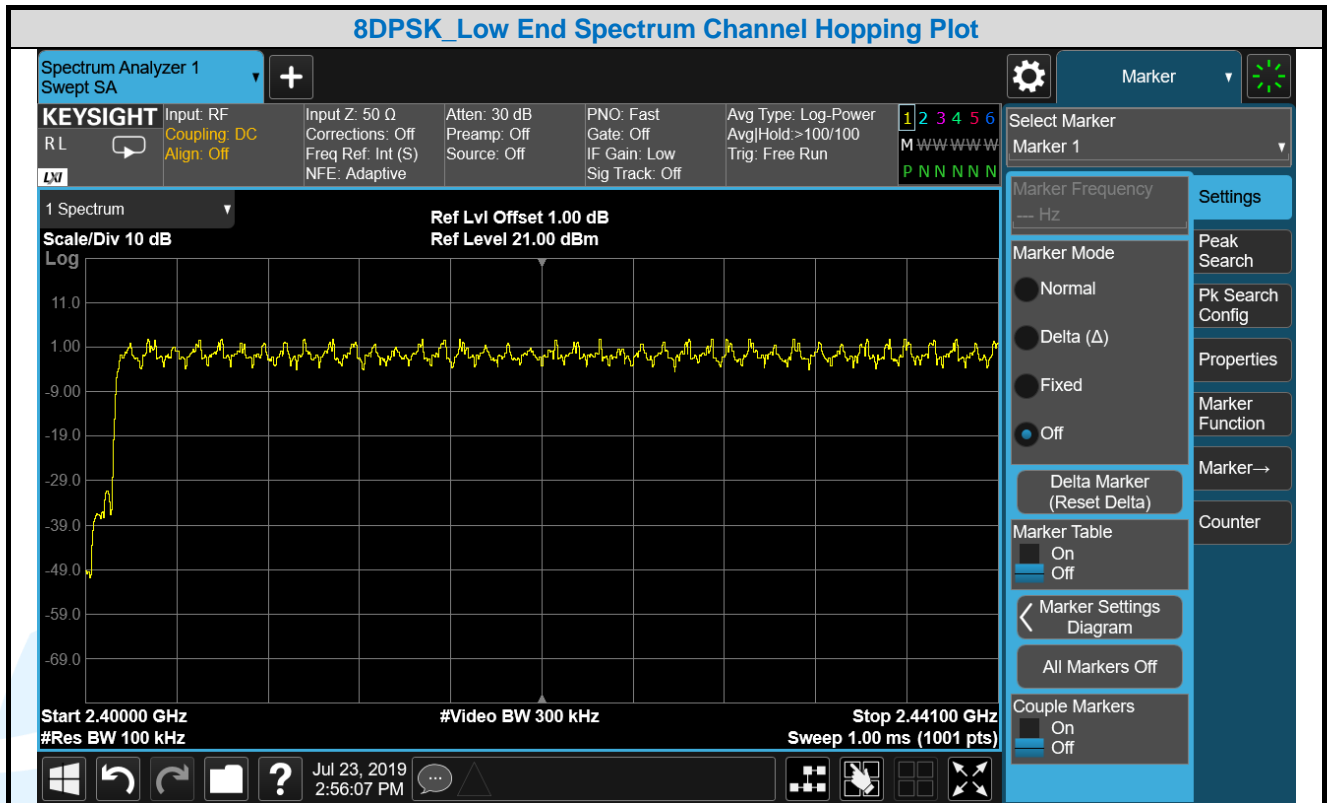 8DPSK_Low End Spectrum Channel Hopping Plot
Spectrum Analyzer 1
Swept SA
Marker
KEYSIGHT
R L
LXI
Input: RF
Coupling: DC
Align: Off
Input Z: 50 Ω
Corrections: Off
Freq Ref: Int (S)
NFE: Adaptive
Atten: 30 dB
Preamp: Off
Source: Off
PNO: Fast
Gate: Off
IF Gain: Low
Sig Track: Off
Avg Type: Log-Power
Avg|Hold:>100/100
Trig: Free Run
1 2 3 4 5 6
M W W W W W
P N N N N N
Select Marker
Marker 1
Marker Frequency
--- Hz
Marker Mode
Normal
Delta (Δ)
Fixed
Off
Delta Marker
(Reset Delta)
Marker Table
On
Off
Marker Settings
Diagram
All Markers Off
Couple Markers
On
Off
Settings
Peak
Search
Pk Search
Config
Properties
Marker
Function
Marker→
Counter
1 Spectrum
Scale/Div 10 dB
Ref Lvl Offset 1.00 dB
Ref Level 21.00 dBm
Log
11.0
1.00
-9.00
-19.0
-29.0
-39.0
-49.0
-59.0
-69.0
Start 2.40000 GHz
#Video BW 300 kHz
Stop 2.44100 GHz
#Res BW 100 kHz
Sweep 1.00 ms (1001 pts)
?
Jul 23, 2019
2:56:07 PM